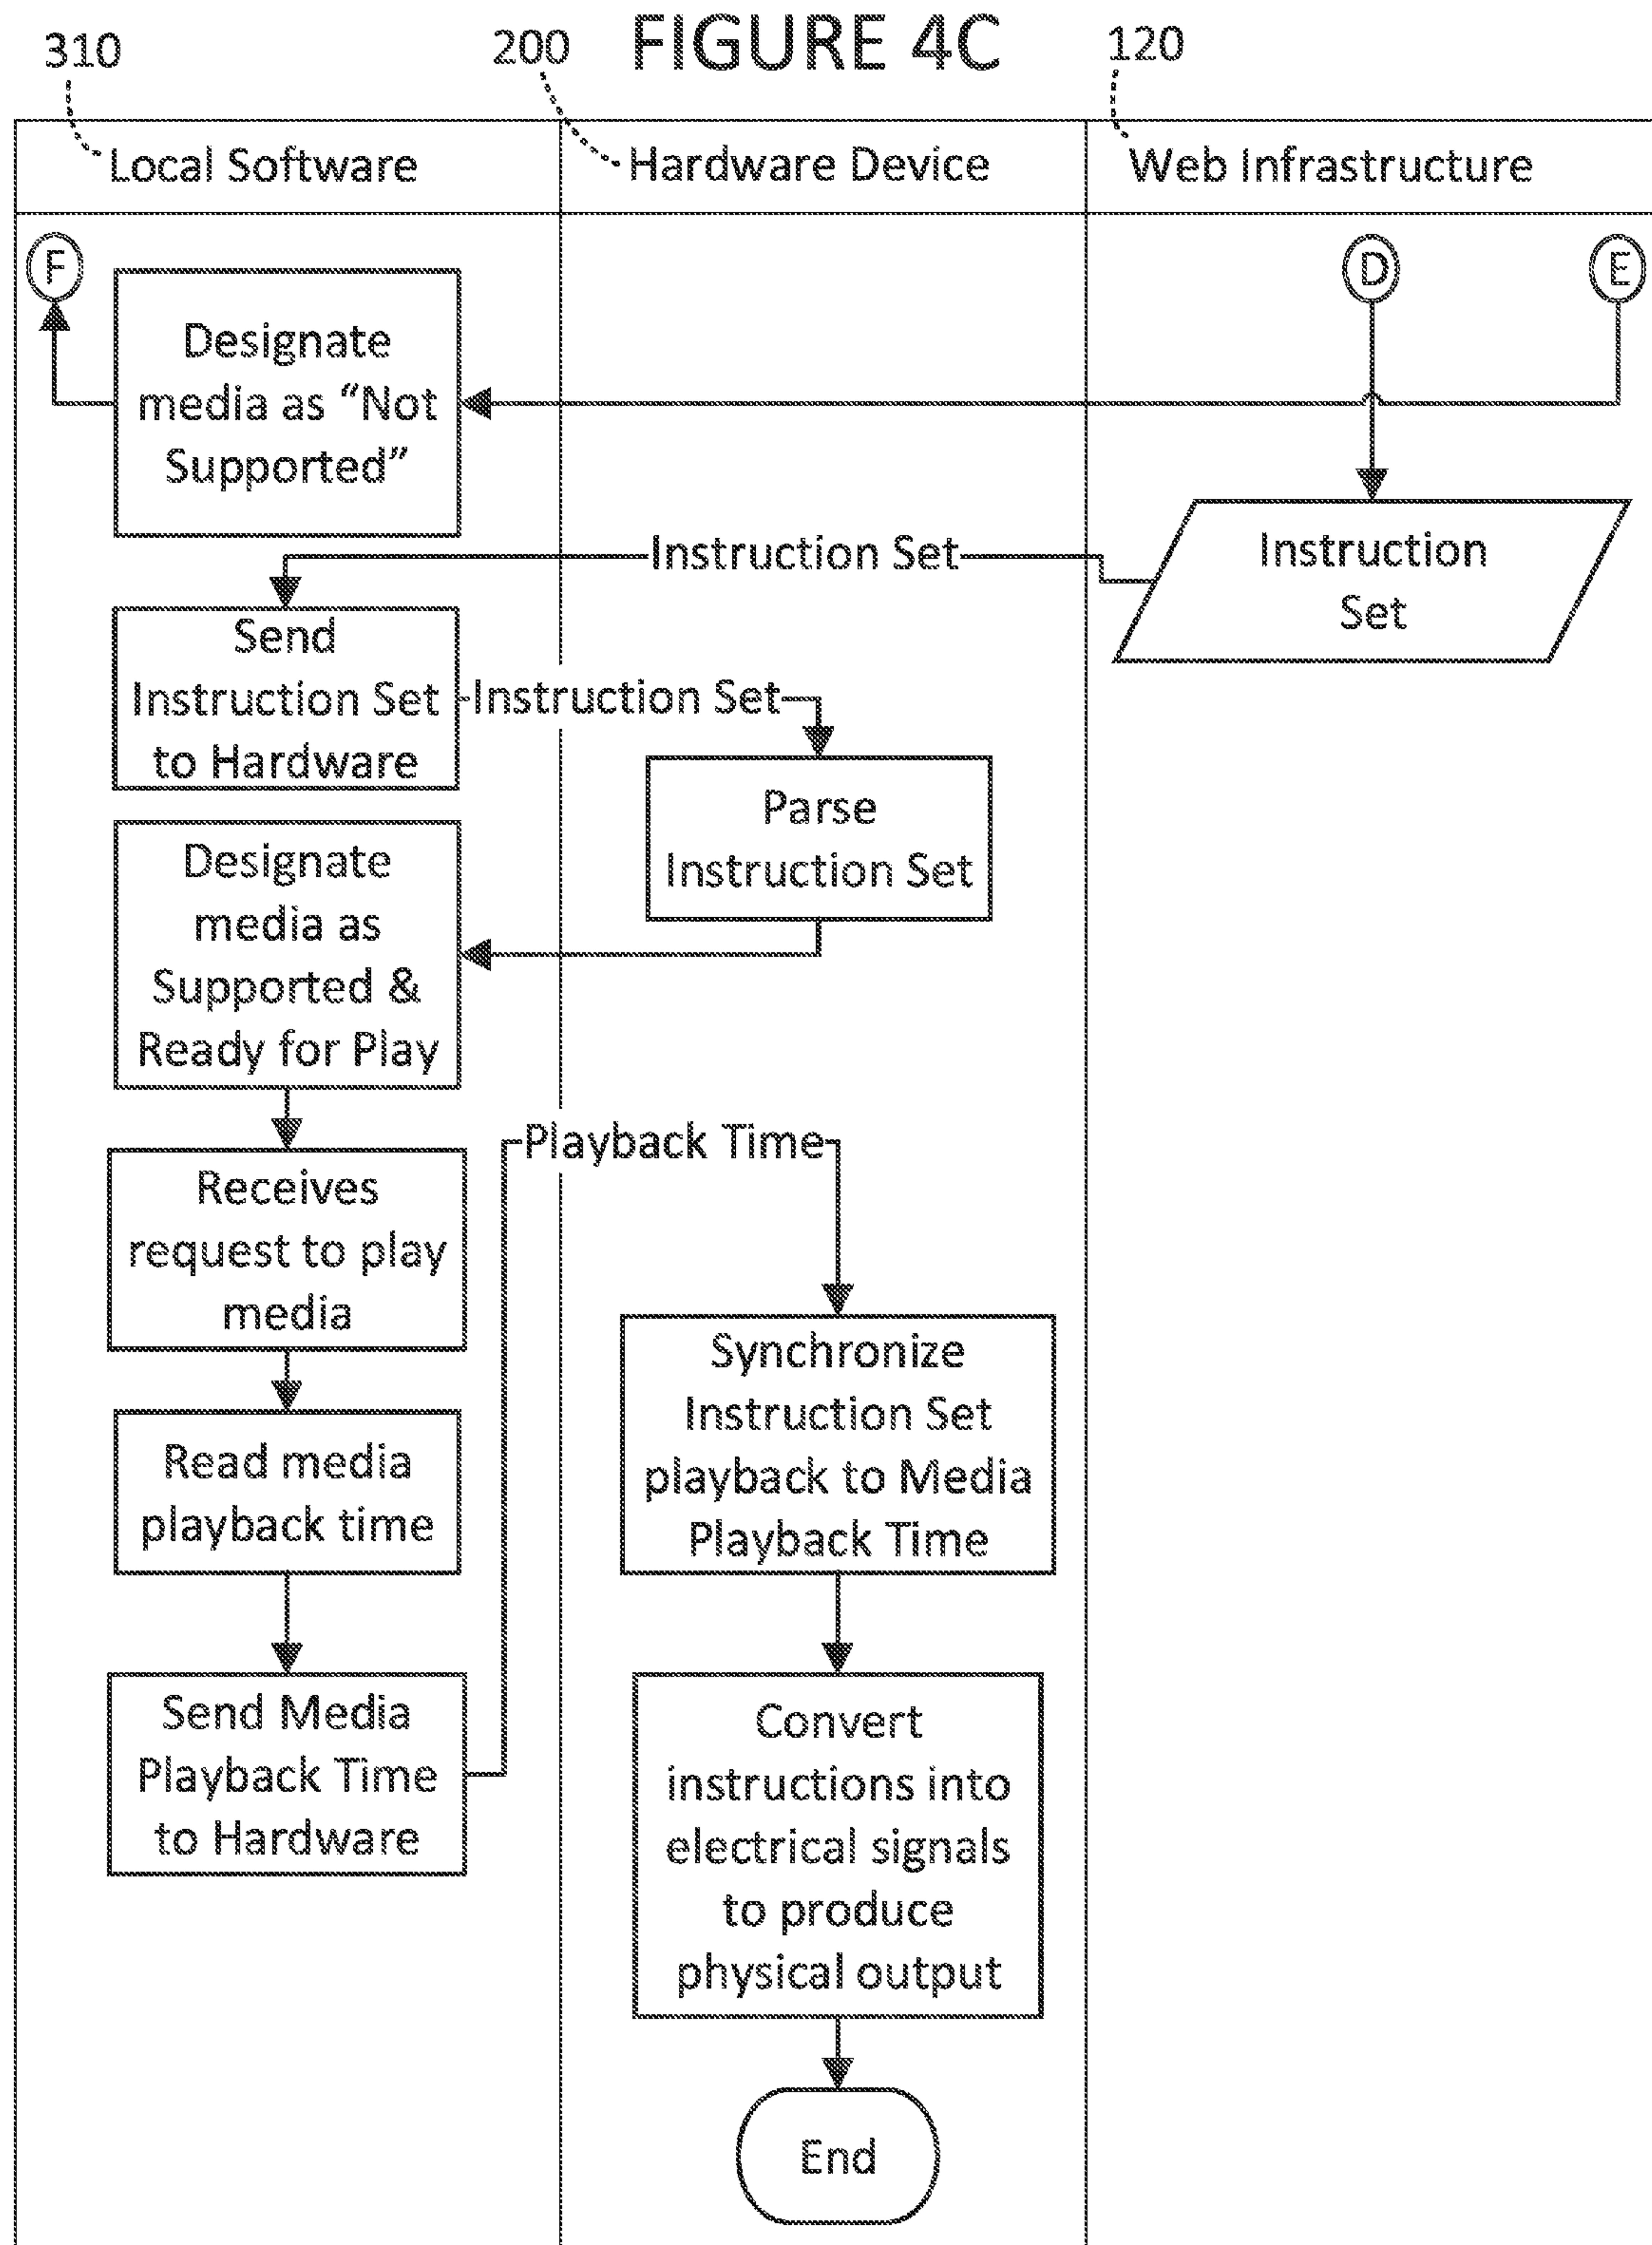 FIGURE 4C
310
200
120
Local Software
Hardware Device
Web Infrastructure
F
D
E
Designate
media as “Not
Supported”
Instruction Set
Instruction
Set
Send
Instruction Set
to Hardware
Instruction Set
Parse
Instruction Set
Designate
media as
Supported &
Ready for Play
Playback Time
Receives
request to play
media
Synchronize
Instruction Set
playback to Media
Playback Time
Read media
playback time
Send Media
Playback Time
to Hardware
Convert
instructions into
electrical signals
to produce
physical output
End